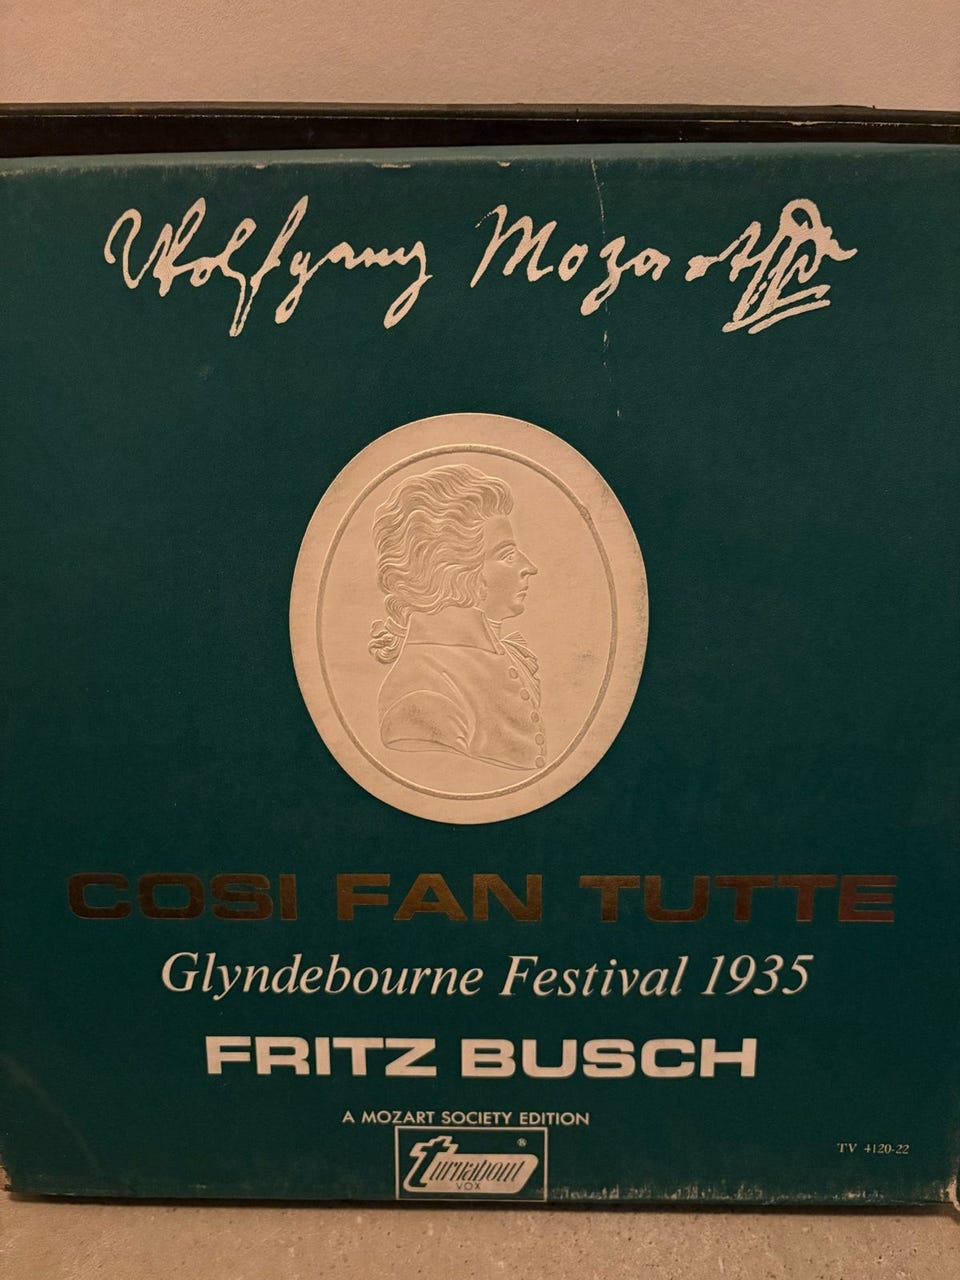 Wolfgang Mozart
COSI FAN TUTTE
Glyndebourne Festival 1935
FRITZ BUSCH
A MOZART SOCIETY EDITION
turnabout ®
VOX
TV 4120-22